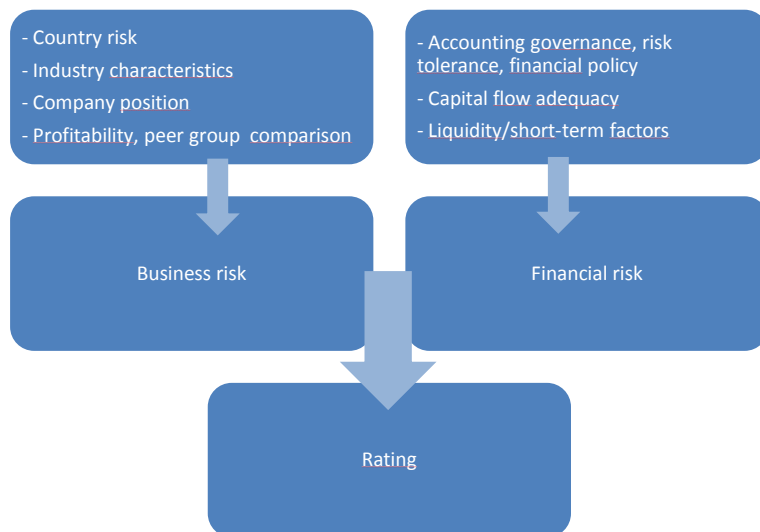 - Country risk
- Industry characteristics
- Company position
- Profitability, peer group comparison
- Accounting governance, risk
tolerance, financial policy
- Capital flow adequacy
- Liquidity/short-term factors
Business risk
Financial risk
Rating